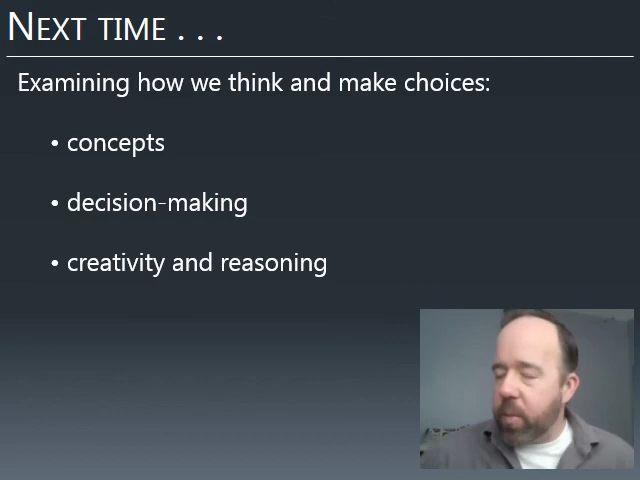 NEXT TIME . . .
Examining how we think and make choices:
• concepts
• decision-making
• creativity and reasoning